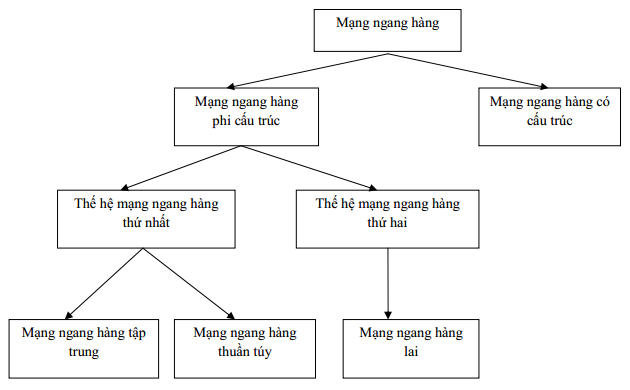 Mạng ngang hàng
Mạng ngang hàng
phi cấu trúc
Mạng ngang hàng có
cấu trúc
Thế hệ mạng ngang hàng
thứ nhất
Thế hệ mạng ngang hàng
thứ hai
Mạng ngang hàng tập
trung
Mạng ngang hàng
thuần túy
Mạng ngang hàng
lai